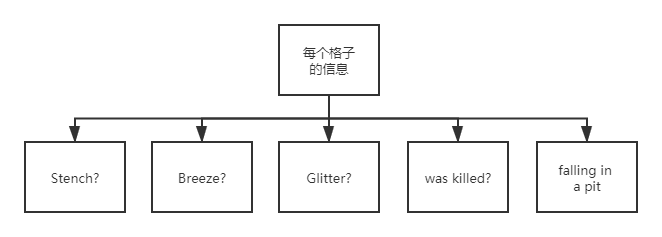 每个格子
的信息
Stench?
Breeze?
Glitter?
was killed?
falling in
a pit